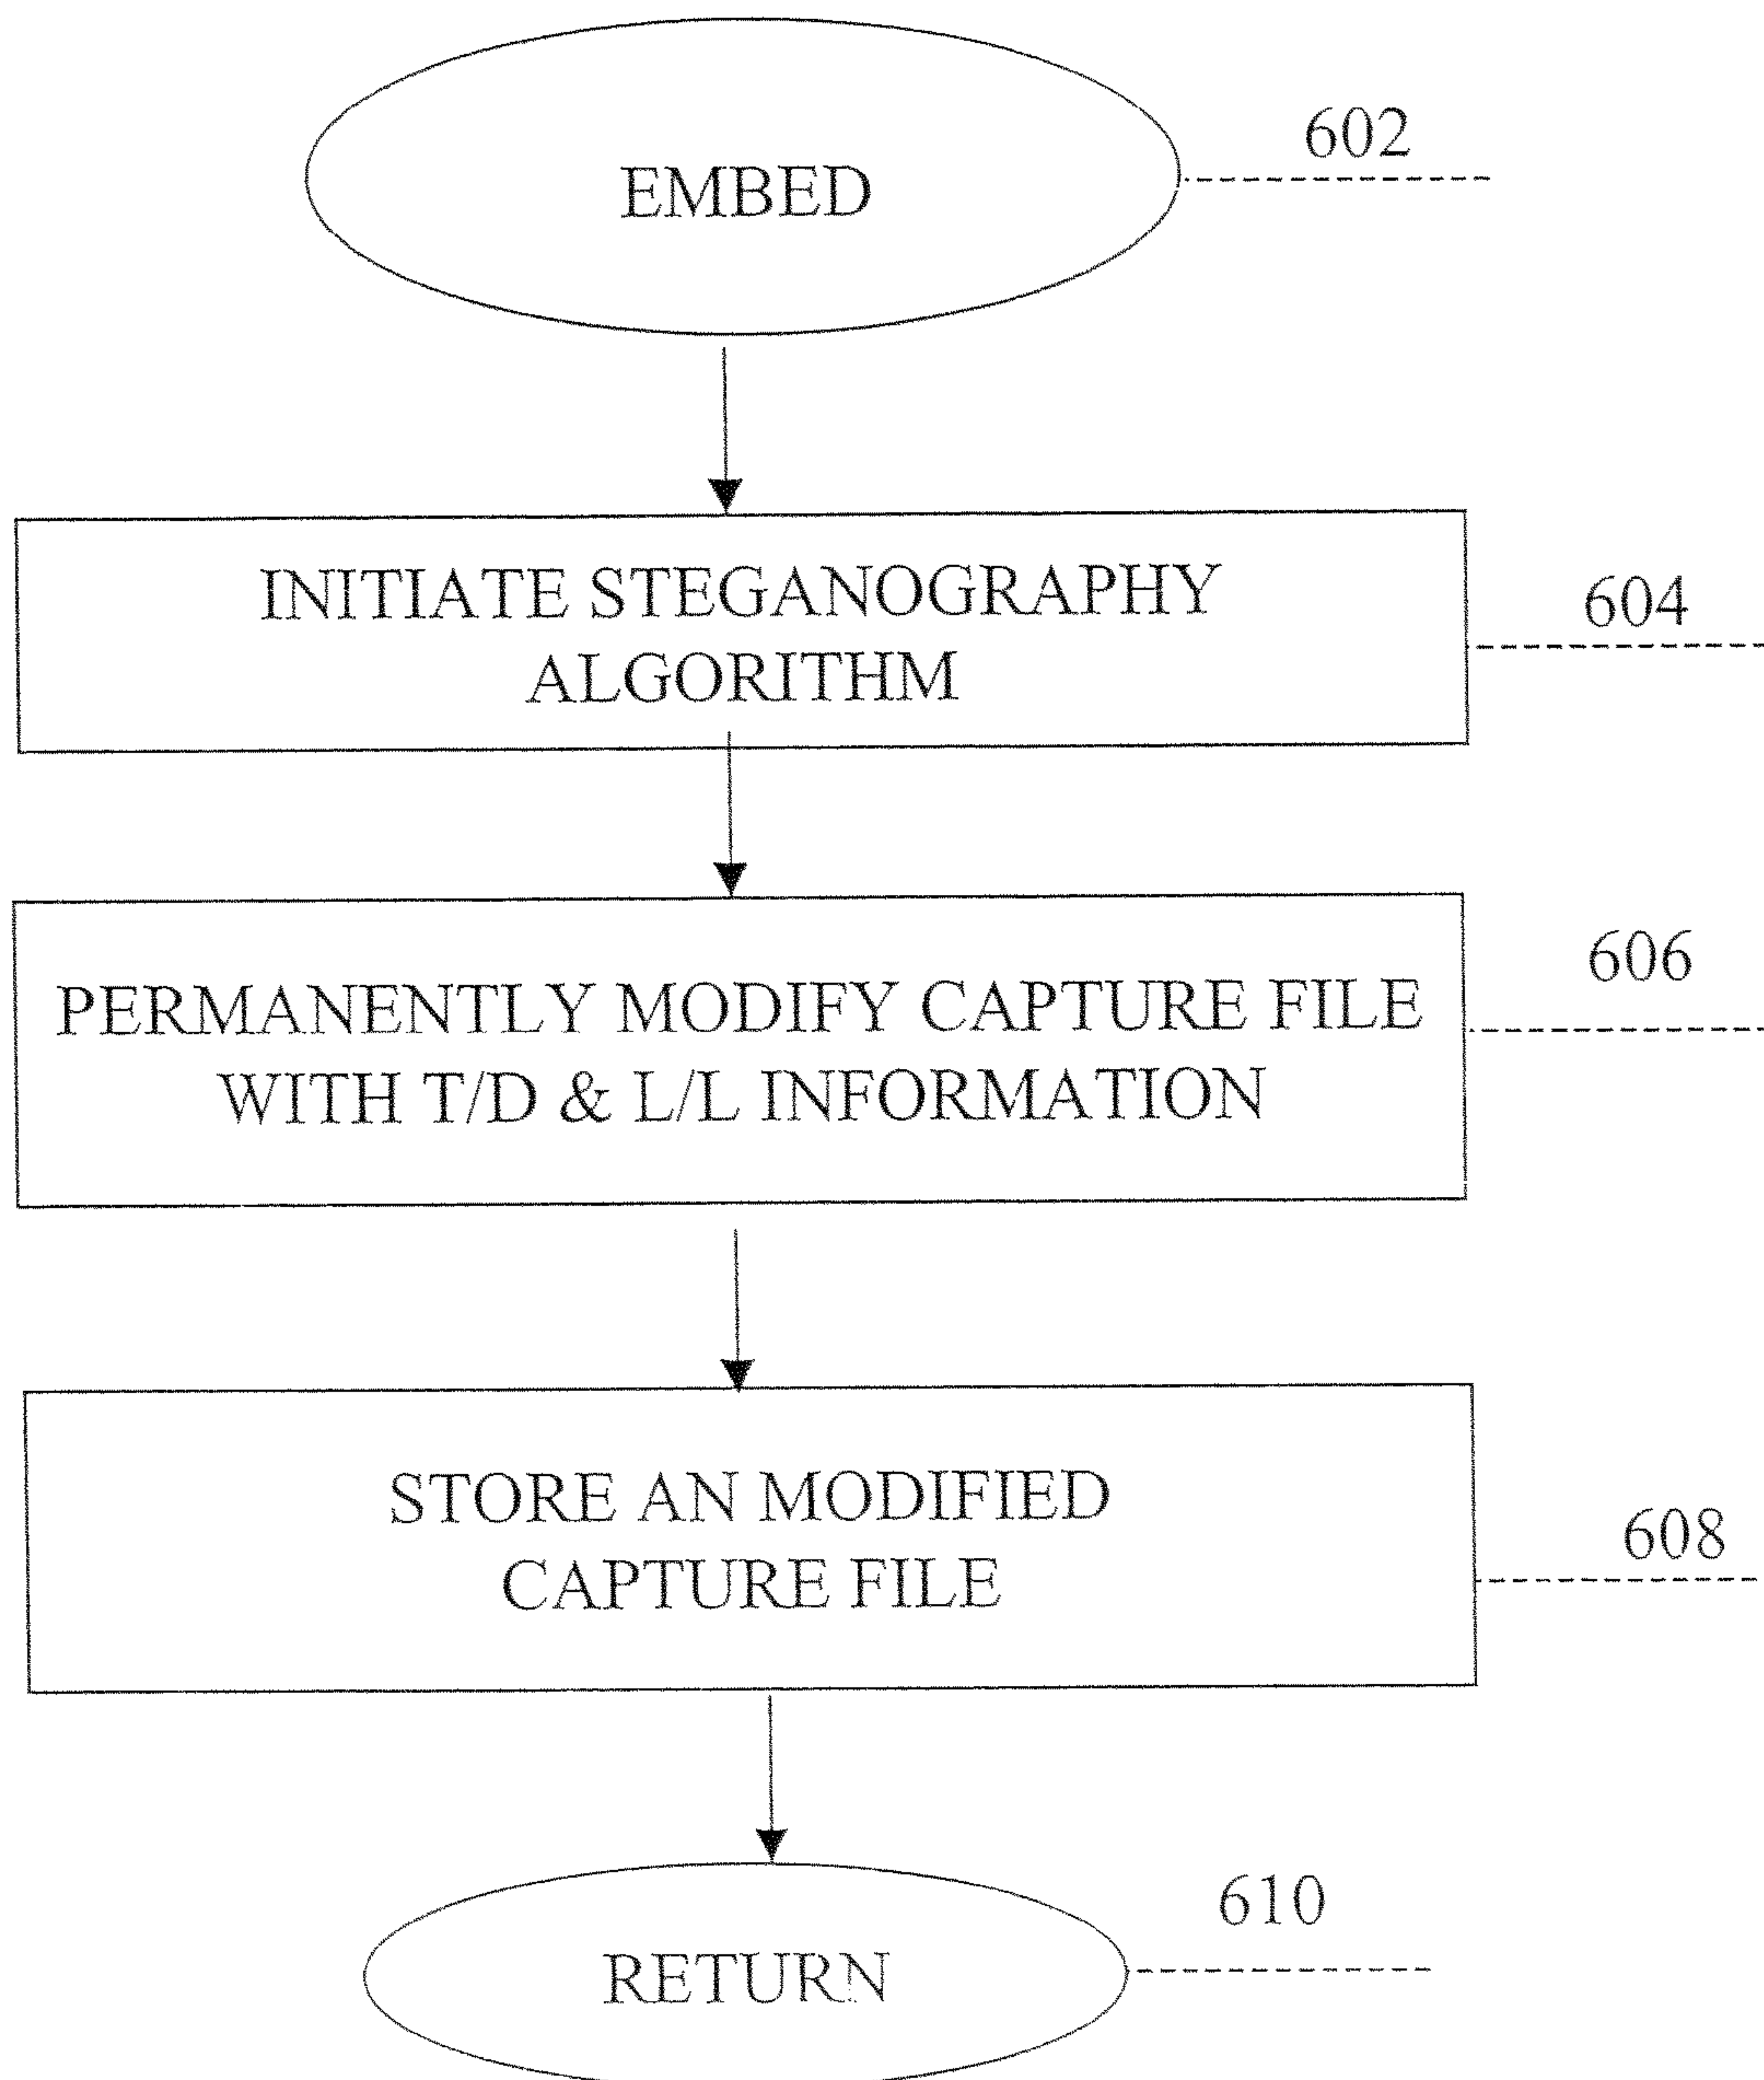 EMBED
602
INITIATE STEGANOGRAPHY
ALGORITHM
604
PERMANENTLY MODIFY CAPTURE FILE
WITH T/D & L/L INFORMATION
606
STORE AN MODIFIED
CAPTURE FILE
608
RETURN
610